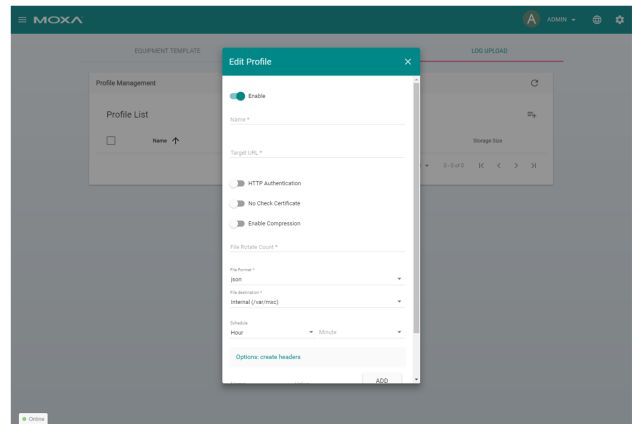 MOXA
A ADMIN
EQUIPMENT TEMPLATE
LOG UPLOAD
Profile Management
Profile List
Name
Storage Size
0 - 0 of 0
Edit Profile
Enable
Name *
Target URL *
HTTP Authentication
No Check Certificate
Enable Compression
File Rotate Count *
File Format *
json
File destination *
Internal (/var/mxc)
Schedule
Hour Minute
Options: create headers
ADD
Online